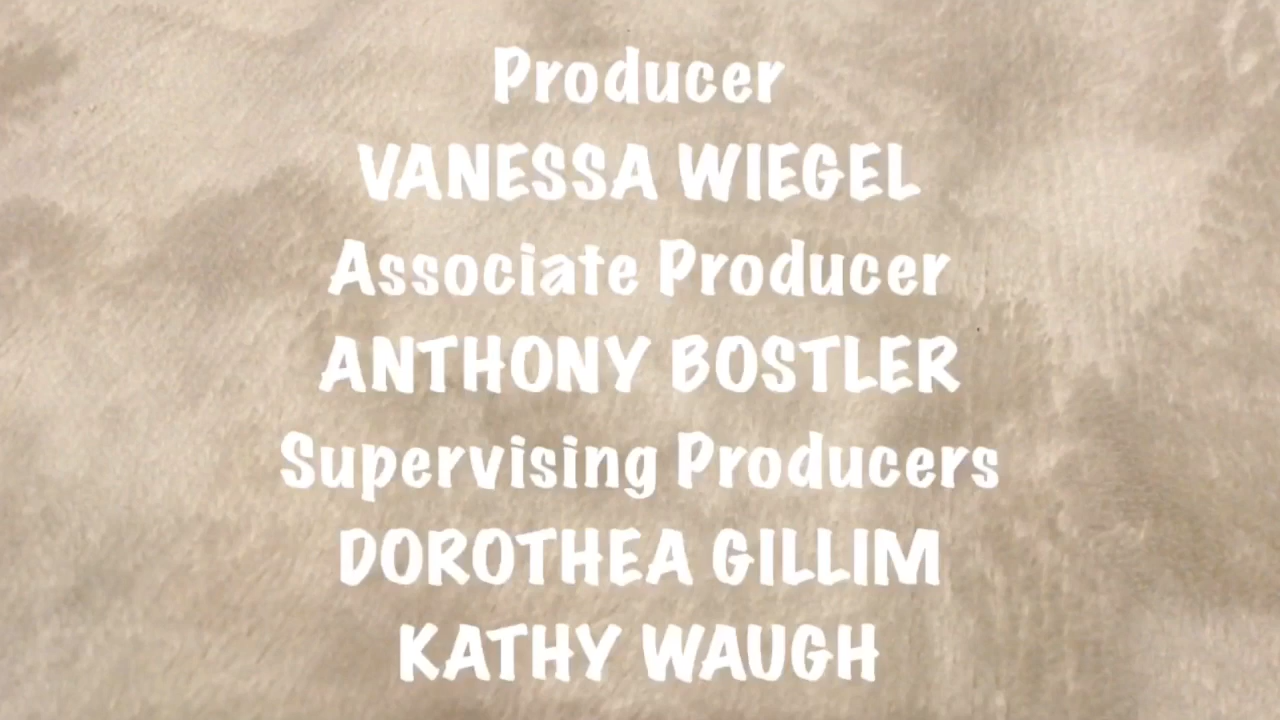 Producer
VANESSA WIEGEL
Associate Producer
ANTHONY BOSTLER
Supervising Producers
DOROTHEA GILLIM
KATHY WAUGH